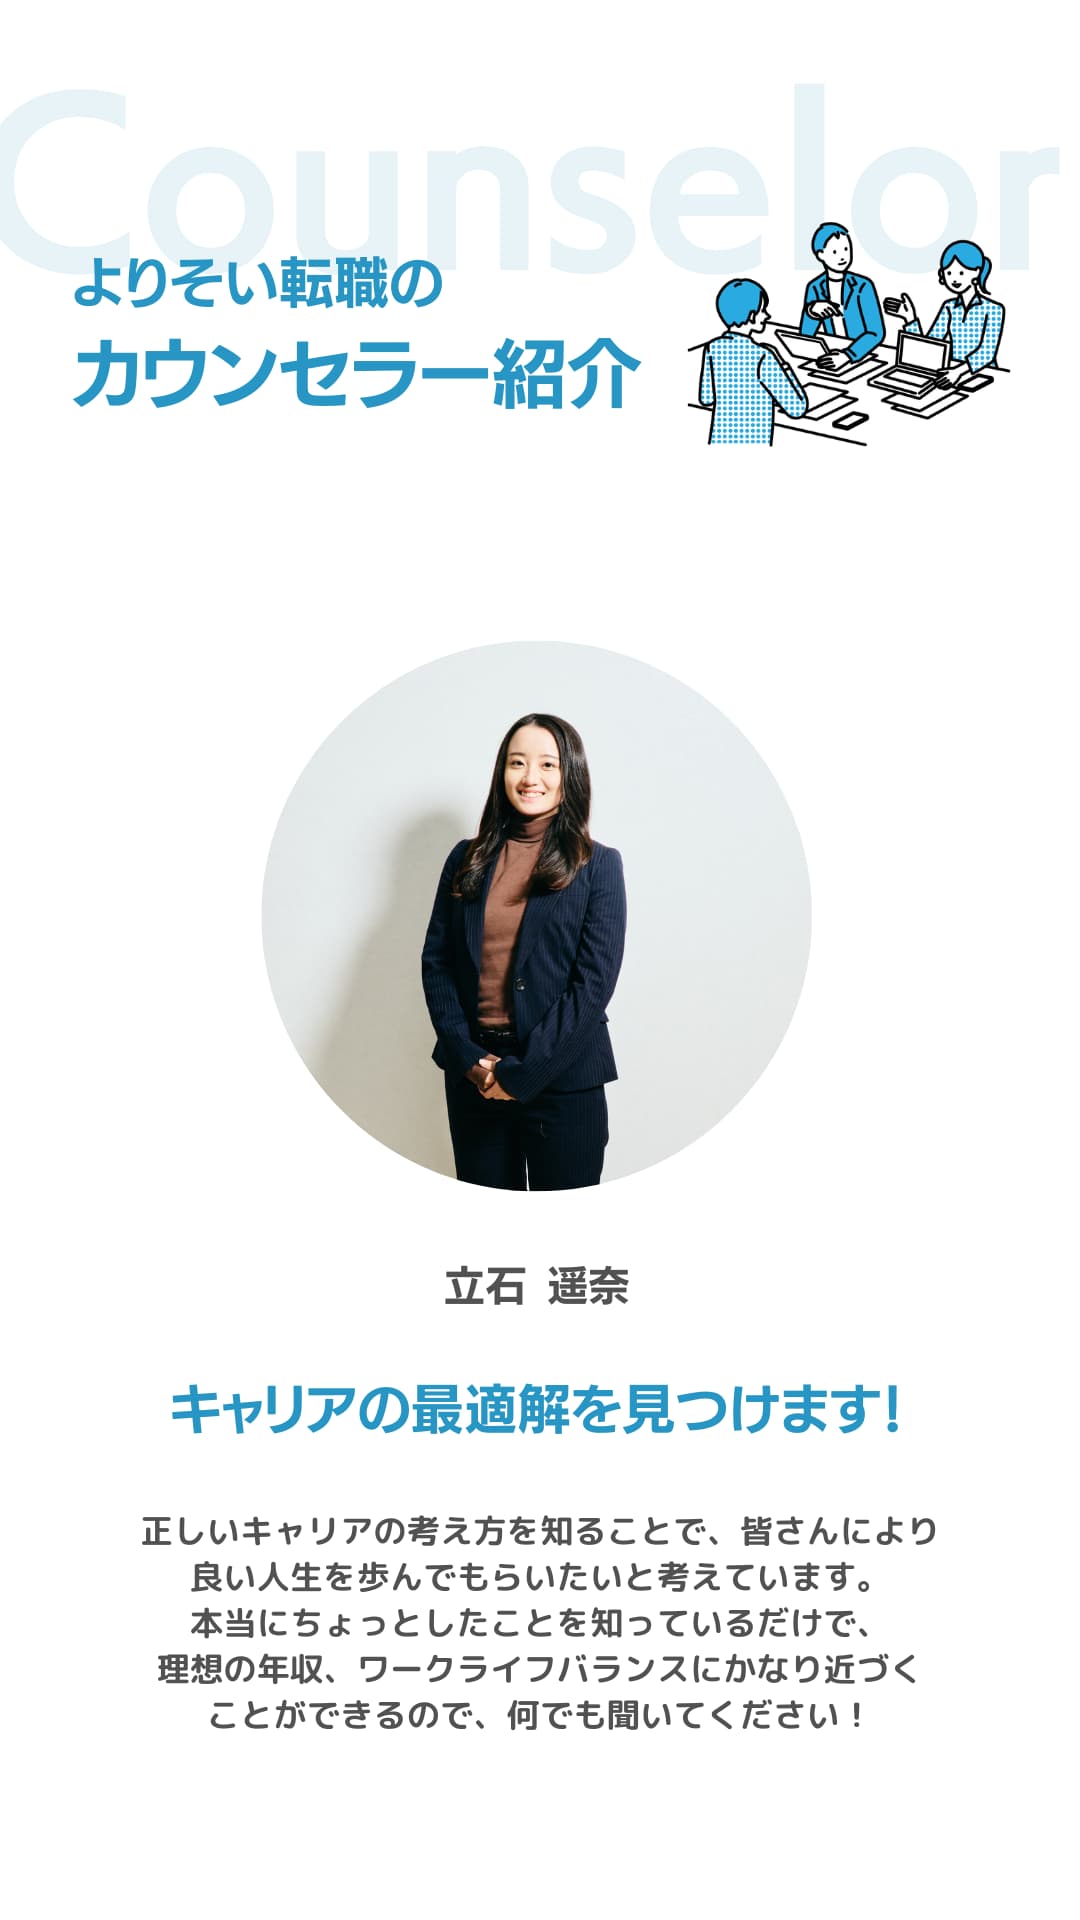 Counselor
よりそい転職の
カウンセラー紹介
立石 遥奈
キャリアの最適解を見つけます!
正しいキャリアの考え方を知ることで、皆さんにより
良い人生を歩んでもらいたいと考えています。
本当にちょっとしたことを知っているだけで、
理想の年収、ワークライフバランスにかなり近づく
ことができるので、何でも聞いてください！